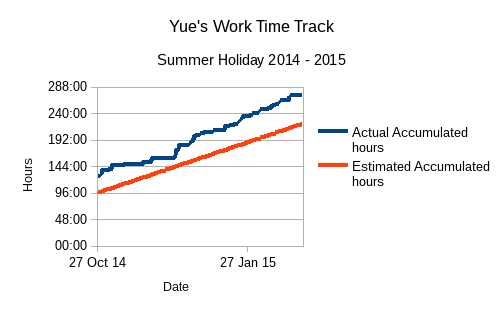 Yue's Work Time Track
Summer Holiday 2014 - 2015
288:00
240:00
192:00
144:00
96:00
48:00
00:00
Hours
27 Oct 14
27 Jan 15
Date
Actual Accumulated
hours
Estimated Accumulated
hours